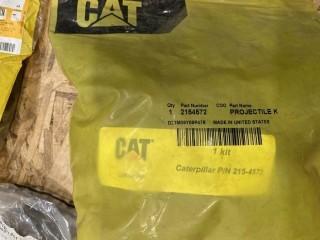 CAT
Qty Part Number CDC Part Name
1 2154572 PROJECTILE K
MADE IN UNITED STATES
CAT
1 kit
Caterpillar P/N 215-4572